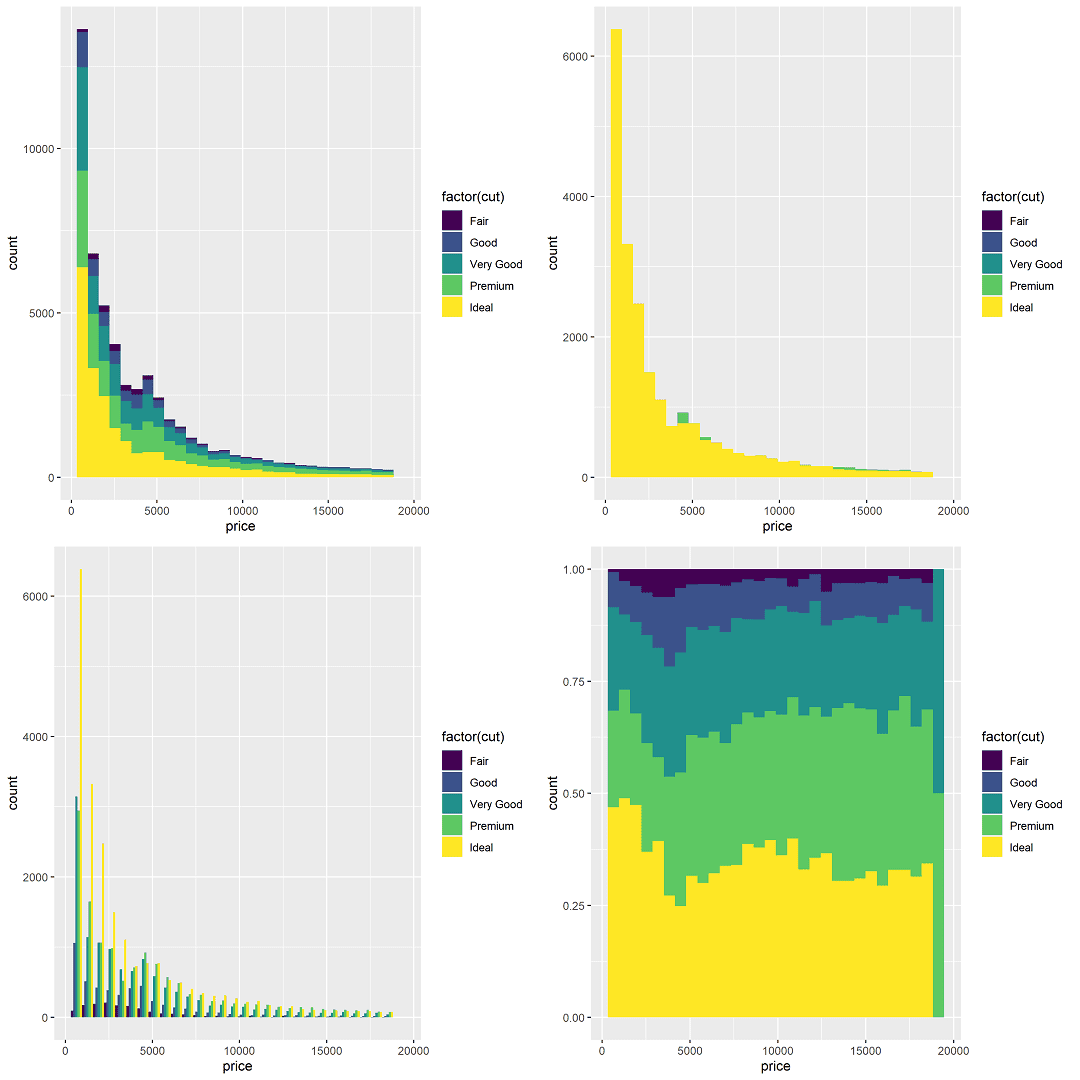 10000
5000
0
count
0
5000
10000
15000
20000
price
factor(cut)
Fair
Good
Very Good
Premium
Ideal
6000
4000
2000
0
count
0
5000
10000
15000
20000
price
factor(cut)
Fair
Good
Very Good
Premium
Ideal
6000
4000
2000
0
count
0
5000
10000
15000
20000
price
factor(cut)
Fair
Good
Very Good
Premium
Ideal
1.00
0.75
0.50
0.25
0.00
count
0
5000
10000
15000
20000
price
factor(cut)
Fair
Good
Very Good
Premium
Ideal